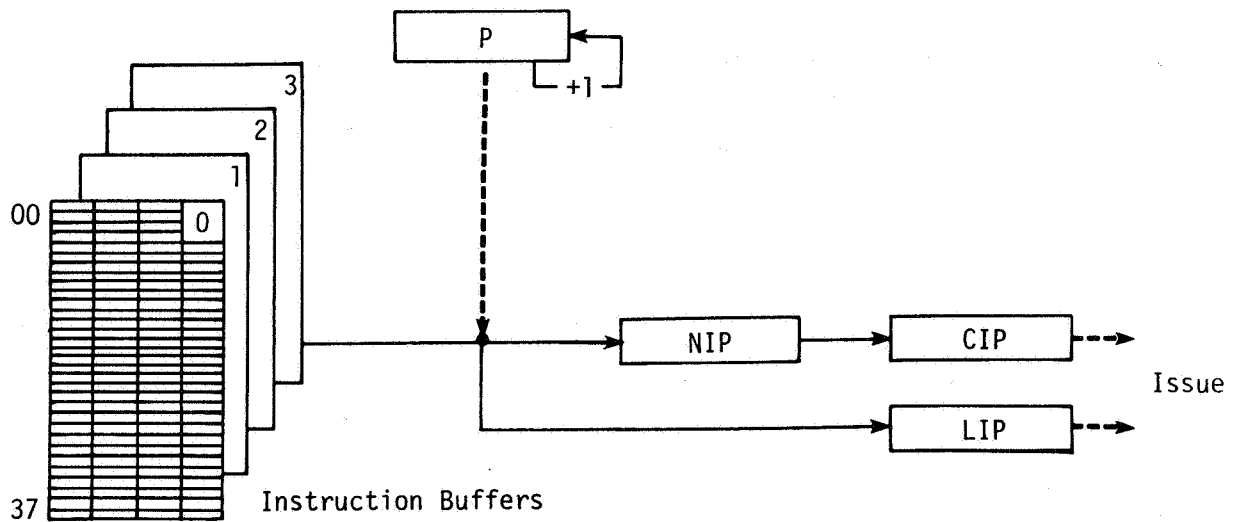 P
+1
3
2
1
00
0
NIP
CIP
Issue
LIP
37
Instruction Buffers